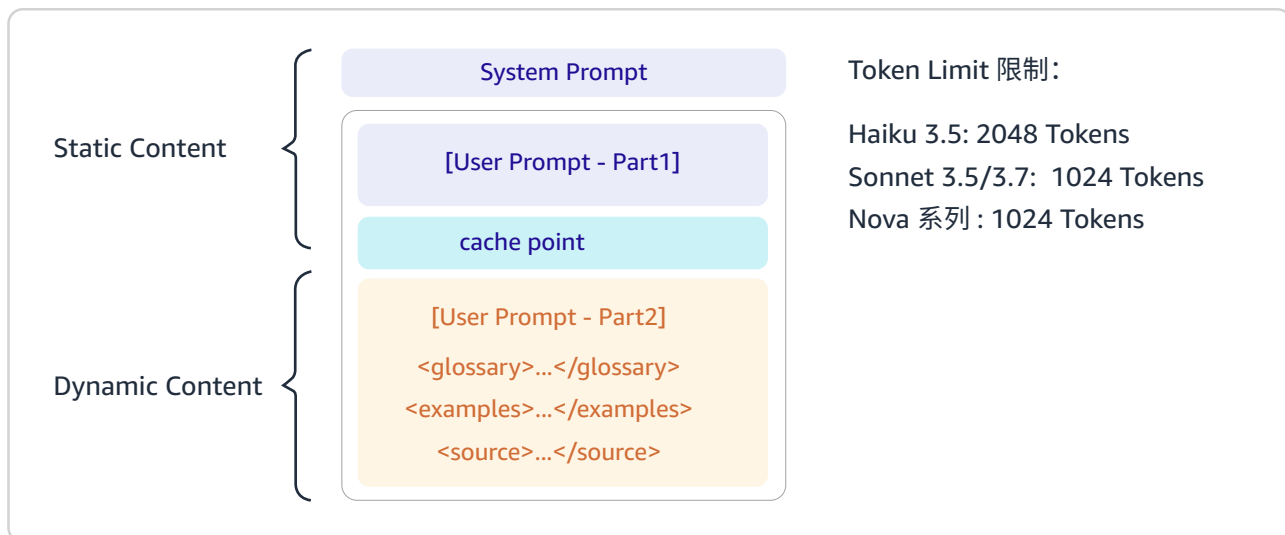 Static Content
System Prompt
[User Prompt - Part1]
cache point
Dynamic Content
[User Prompt - Part2]
<glossary>...</glossary>
<examples>...</examples>
<source>...</source>
Token Limit 限制：
Haiku 3.5: 2048 Tokens
Sonnet 3.5/3.7: 1024 Tokens
Nova 系列 : 1024 Tokens